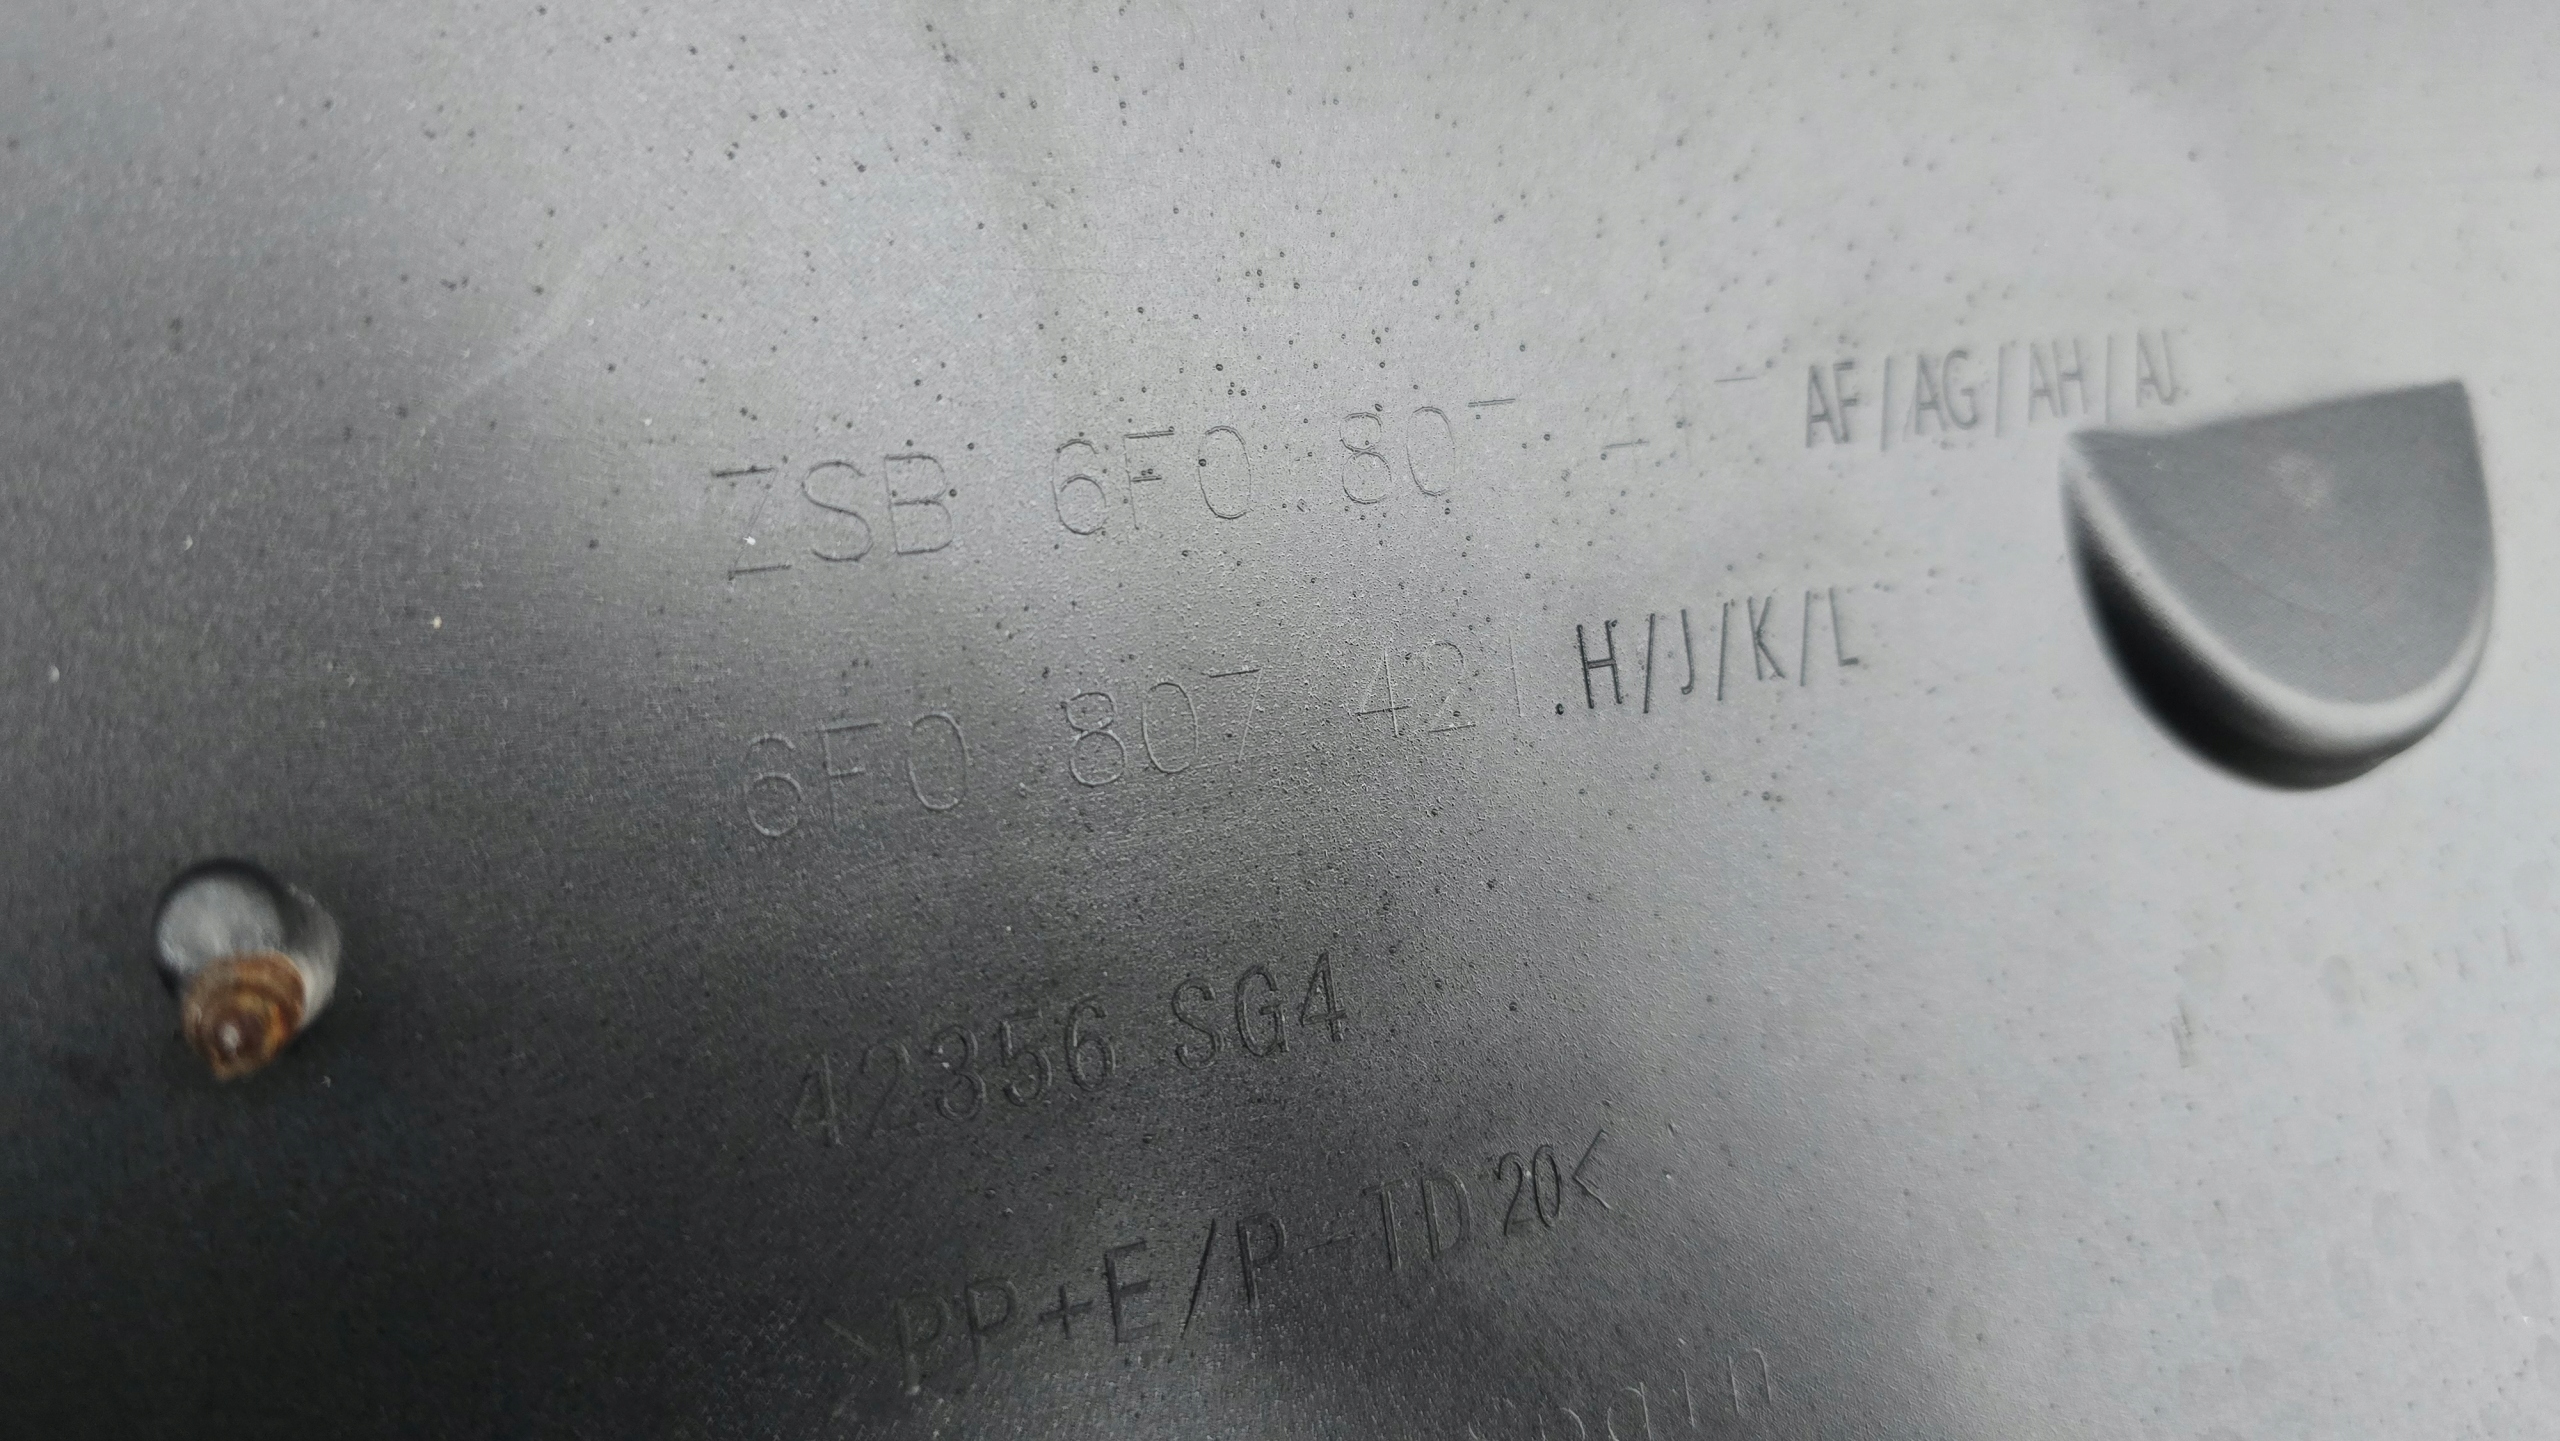 ZSB 6F0.807 417 AF/AG/AH/AJ
6F0.807 421.H/J/K/L
42356 SG4
>PP+E/P-TD20<